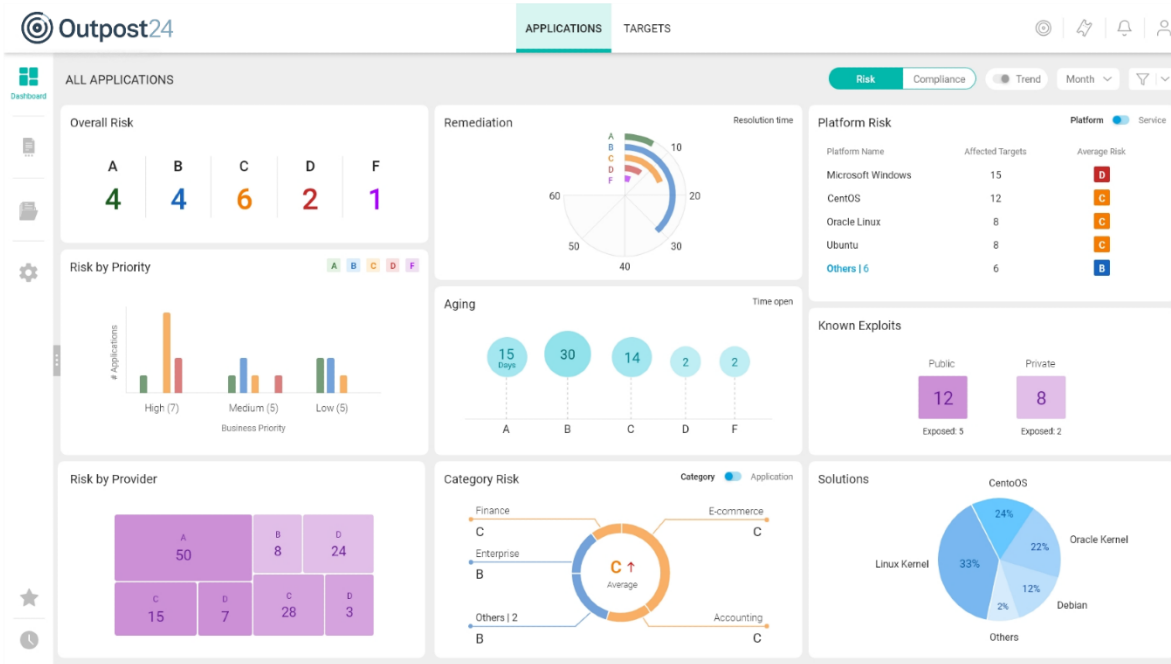 Outpost24
APPLICATIONS TARGETS
Dashboard
ALL APPLICATIONS
Risk Compliance Trend Month
Overall Risk
A B C D F
4 4 6 2 1
Remediation Resolution time
A
B
C
D
F
10
20
30
40
50
60
Platform Risk Platform Service
Platform Name Affected Targets Average Risk
Microsoft Windows 15 D
CentOS 12 C
Oracle Linux 8 C
Ubuntu 8 C
Others | 6 6 B
Risk by Priority A B C D F
# Applications
High (7) Medium (5) Low (5)
Business Priority
Aging Time open
15 30 14 2 2
Days
A B C D F
Known Exploits
Public Private
12 8
Exposed: 5 Exposed: 2
Risk by Provider
A B D
50 8 24
C D C D
15 7 28 3
Category Risk Category Application
Finance E-commerce
C C
Enterprise
B
C ↑
Average
Others | 2 Accounting
B C
Solutions
CentoOS
24%
Oracle Kernel
22%
Linux Kernel
33%
12%
Debian
2%
Others